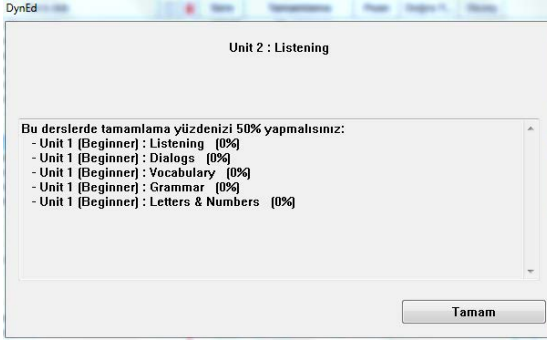 DynEd
Unit 2 : Listening
Bu derslerde tamamlama yüzdenizi 50% yapmalısınız:
- Unit 1 (Beginner) : Listening (0%)
- Unit 1 (Beginner) : Dialogs (0%)
- Unit 1 (Beginner) : Vocabulary (0%)
- Unit 1 (Beginner) : Grammar (0%)
- Unit 1 (Beginner) : Letters & Numbers (0%)
Tamam